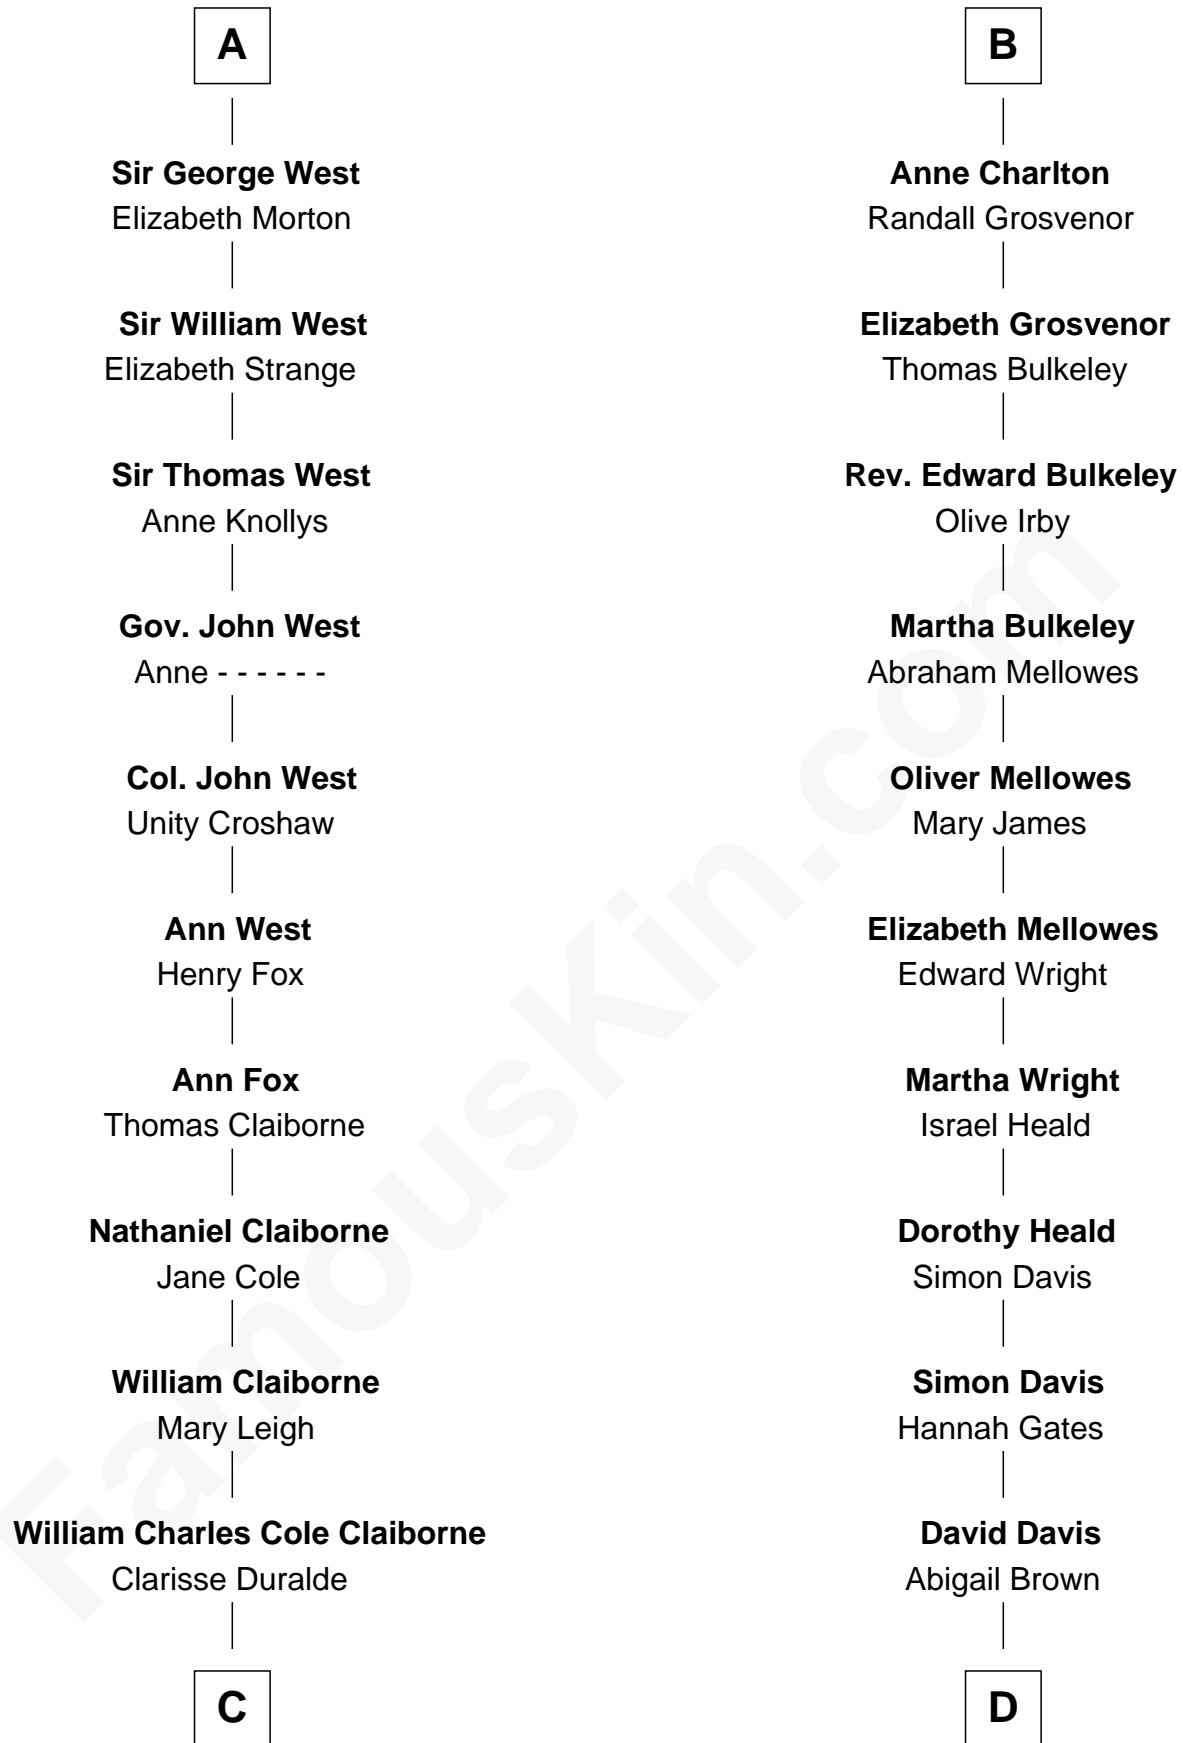 A
Sir George West
Elizabeth Morton
Sir William West
Elizabeth Strange
Sir Thomas West
Anne Knollys
Gov. John West
Anne - - - - - -
Col. John West
Unity Croshaw
Ann West
Henry Fox
Ann Fox
Thomas Claiborne
Nathaniel Claiborne
Jane Cole
William Claiborne
Mary Leigh
William Charles Cole Claiborne
Clarisse Duralde
C
B
Anne Charlton
Randall Grosvenor
Elizabeth Grosvenor
Thomas Bulkeley
Rev. Edward Bulkeley
Olive Irby
Martha Bulkeley
Abraham Mellowes
Oliver Mellowes
Mary James
Elizabeth Mellowes
Edward Wright
Martha Wright
Israel Heald
Dorothy Heald
Simon Davis
Simon Davis
Hannah Gates
David Davis
Abigail Brown
D
FamousKin.com